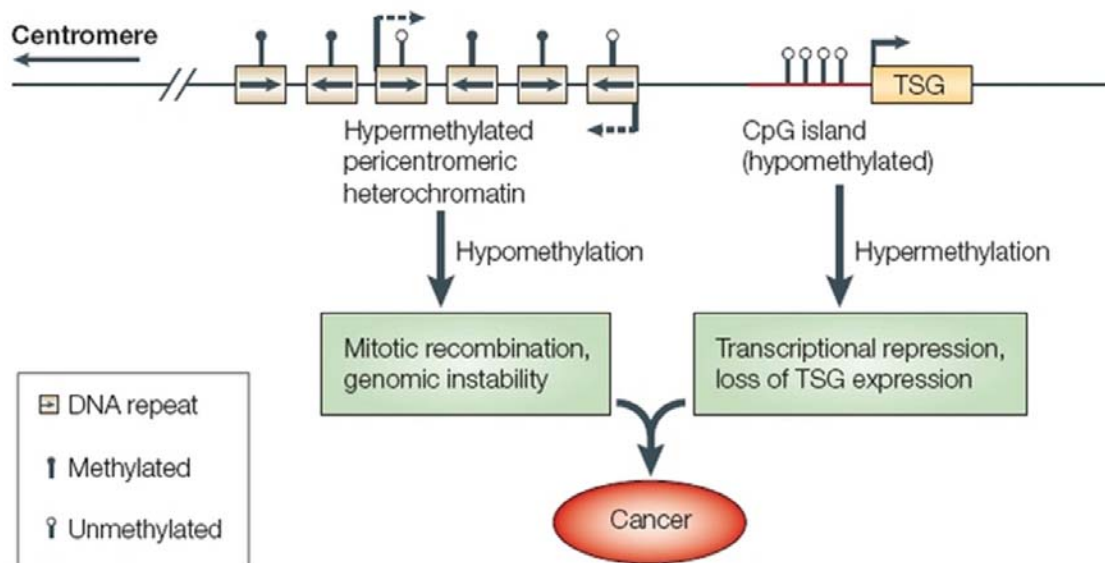 Centromere
TSG
Hypermethylated
pericentromeric
heterochromatin
CpG island
(hypomethylated)
Hypomethylation
Hypermethylation
Mitotic recombination,
genomic instability
Transcriptional repression,
loss of TSG expression
DNA repeat
Methylated
Unmethylated
Cancer